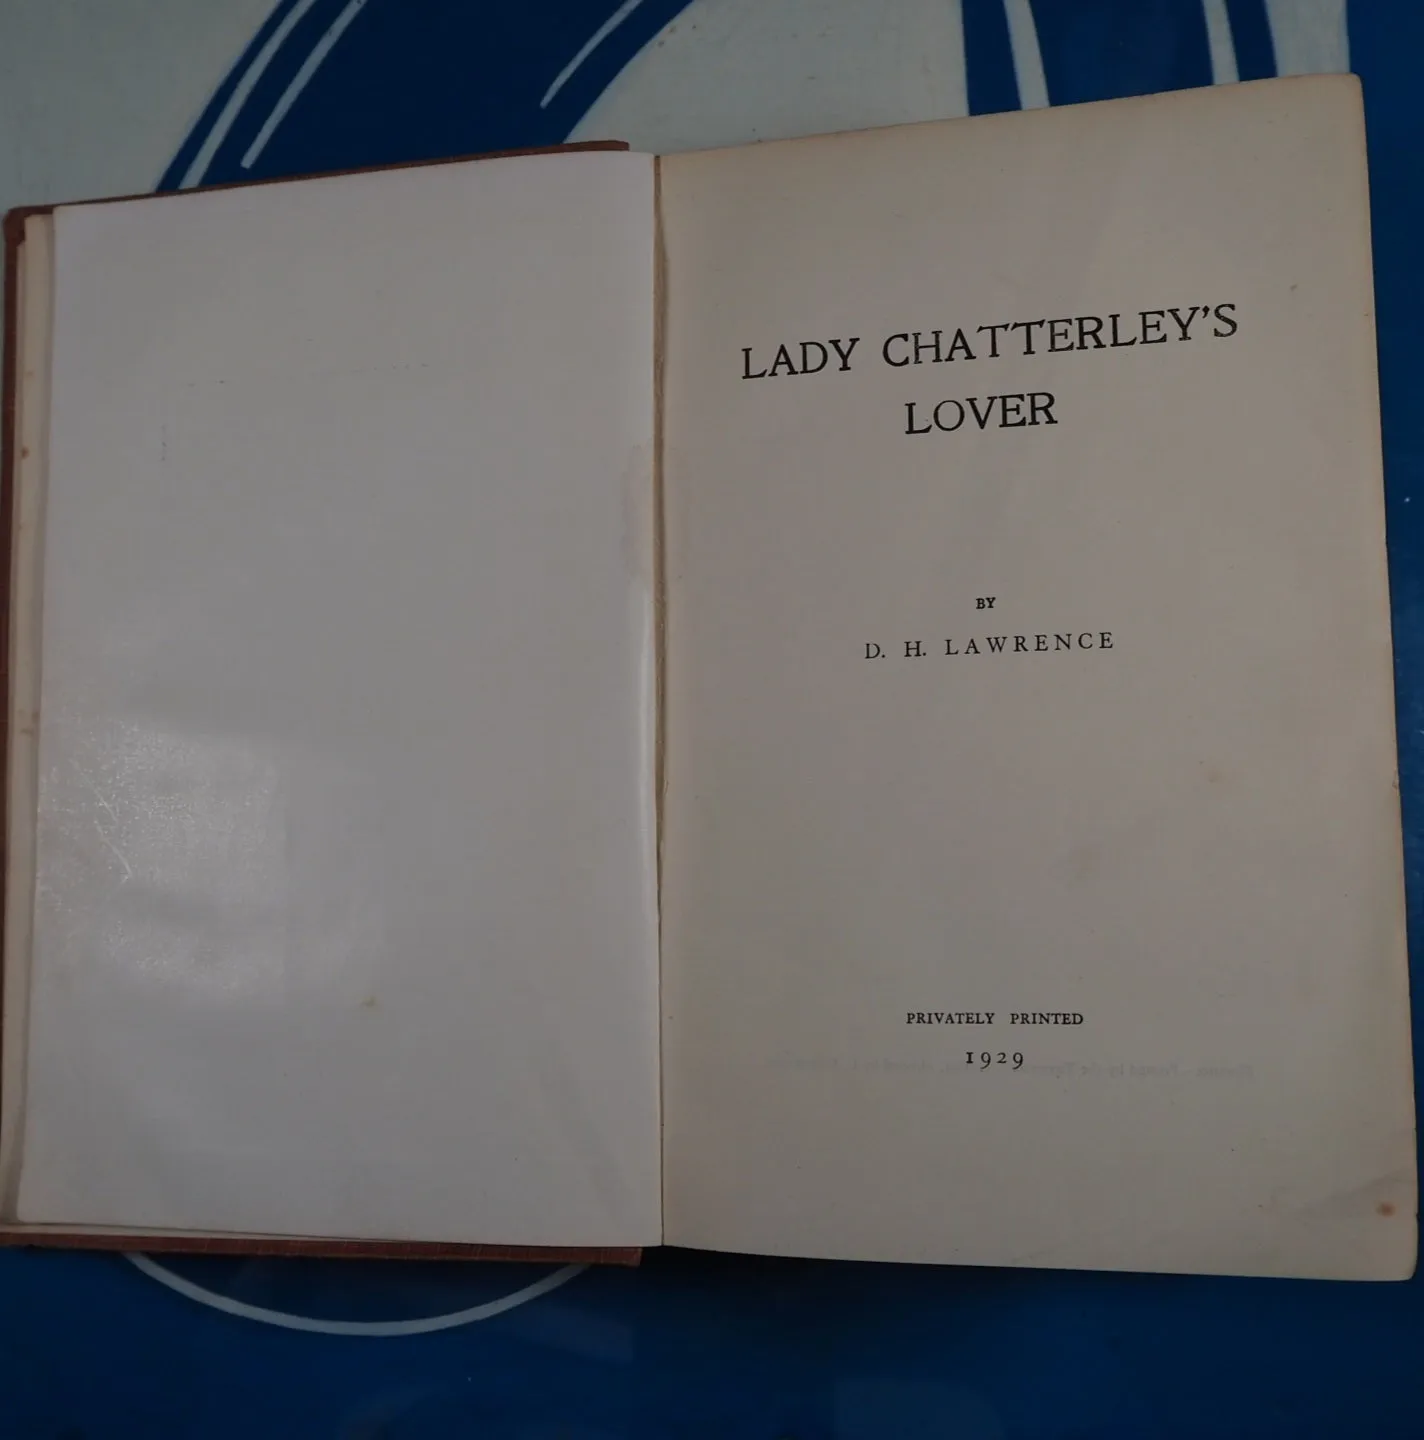 LADY CHATTERLEY'S
LOVER
BY
D. H. LAWRENCE
PRIVATELY PRINTED
1929